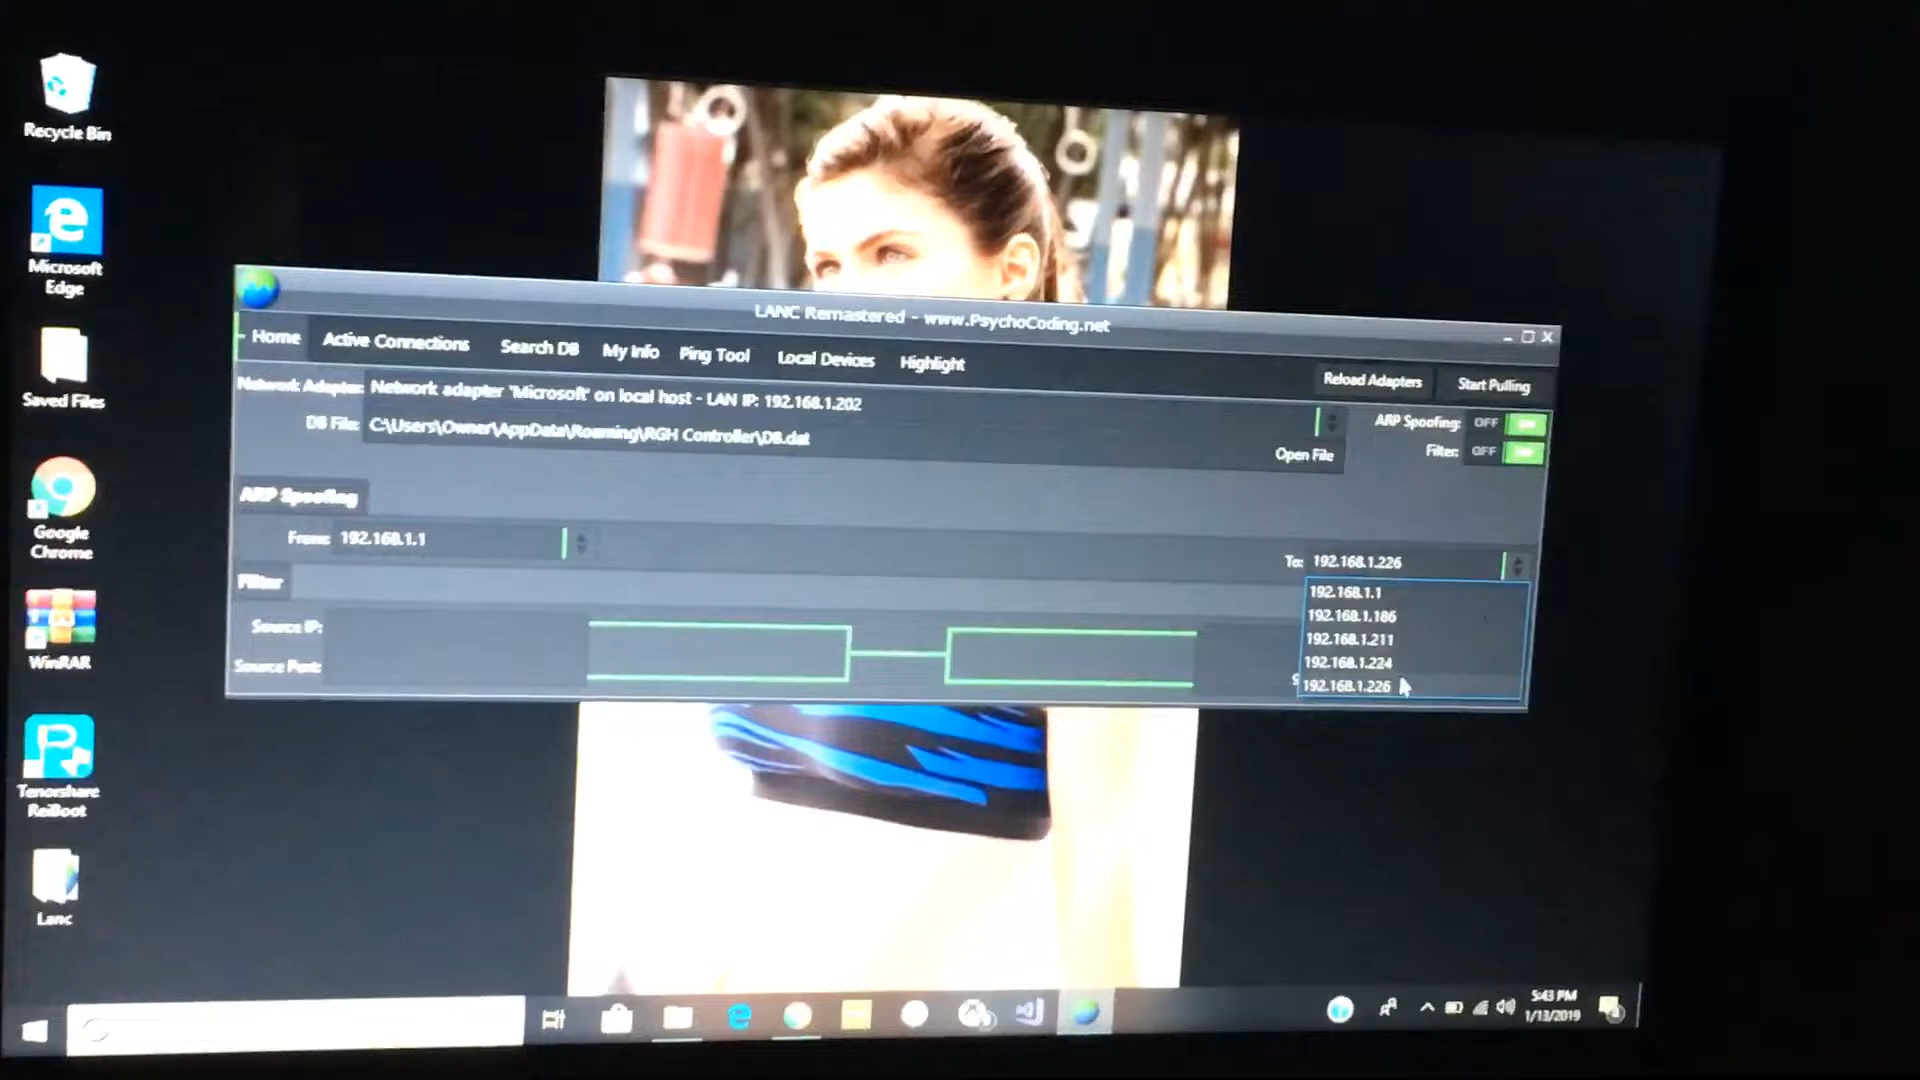 Recycle Bin
Microsoft
Edge
Saved Files
Google
Chrome
WinRAR
Tenorshare
ReiBoot
Lanc
LANC Remastered - www.PsychoCoding.net
Home
Active Connections
Search DB
My Info
Ping Tool
Local Devices
Highlight
Reload Adapters
Start Pulling
Network Adapter: Network adapter 'Microsoft' on local host - LAN IP: 192.168.1.202
ARP Spoofing: OFF
DB File: C:\Users\Owner\AppData\Roaming\RGH Controller\DB.dat
Open File
Filter: OFF
ARP Spoofing
From: 192.168.1.1
To: 192.168.1.226
192.168.1.1
192.168.1.186
192.168.1.211
192.168.1.224
192.168.1.226
Filter
Source IP:
Source Port:
5:43 PM
1/13/2019